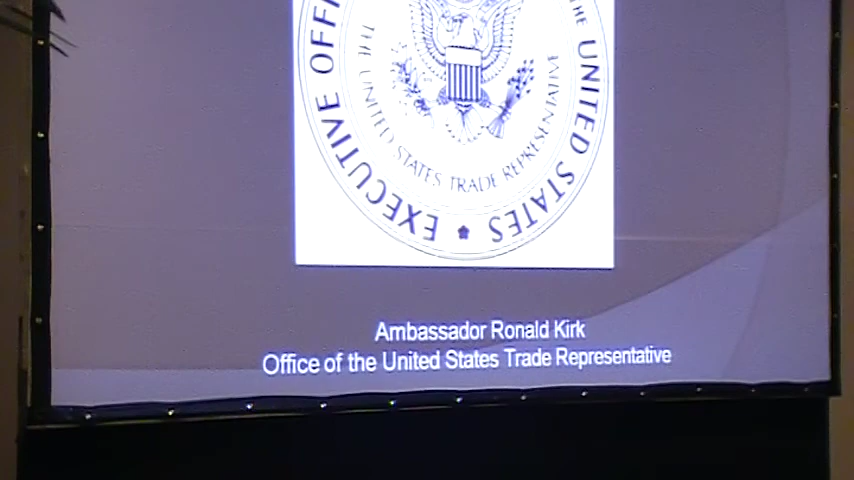 EXECUTIVE OFFI
THE UNITED STATES
THE UNITED STATES TRADE REPRESENTATIVE
Ambassador Ronald Kirk
Office of the United States Trade Representative